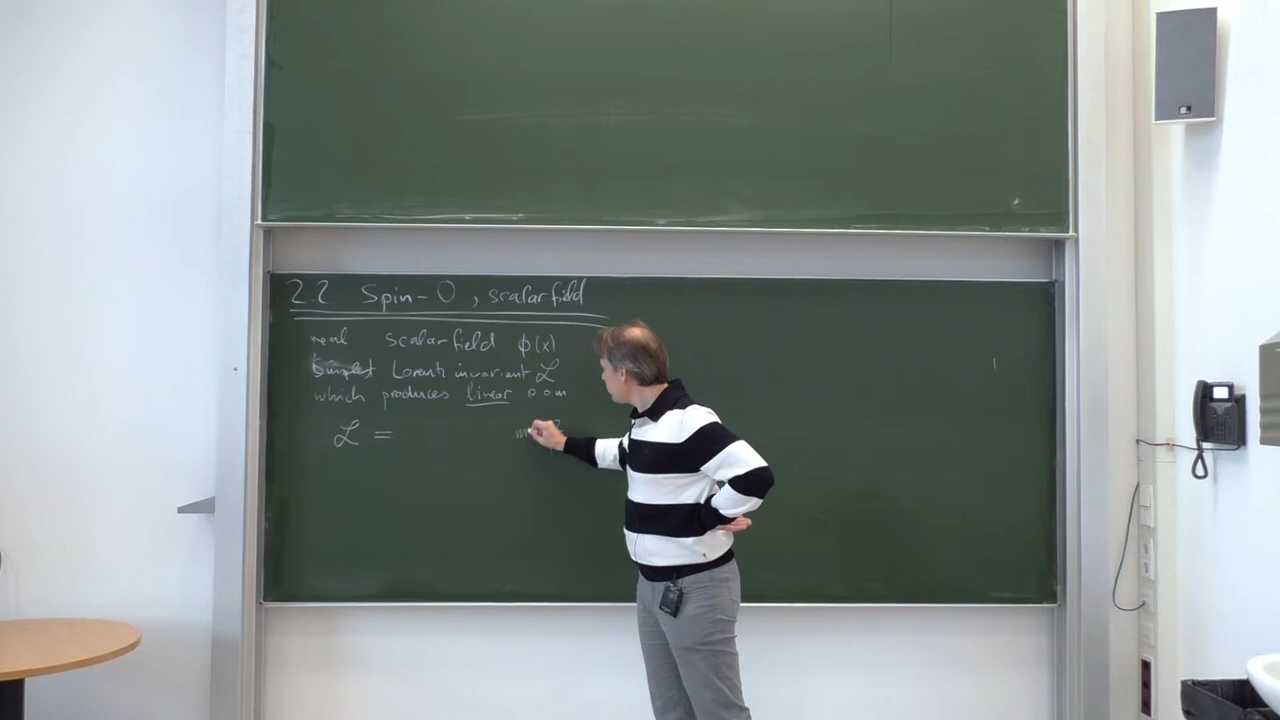 2.2 Spin-0, scalar field
real scalar field ϕ(x)
Simplest Lorentz invariant ℒ
which produces linear e.o.m
ℒ =